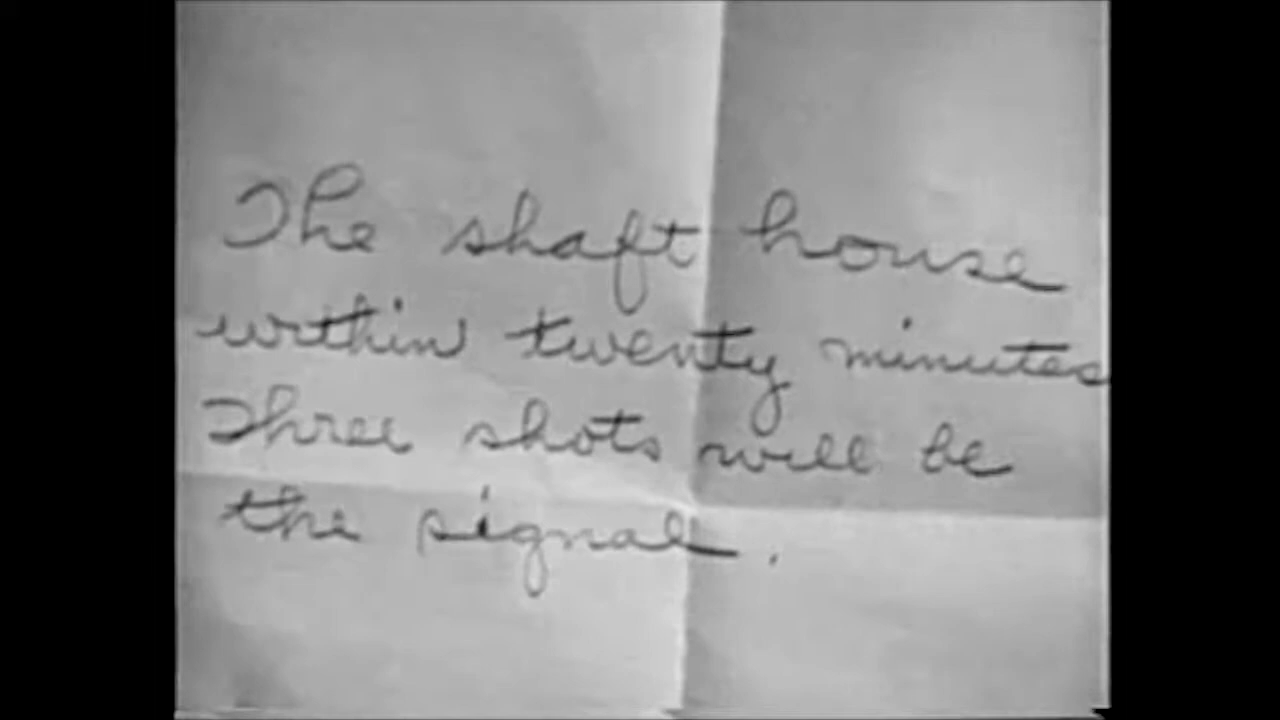 The shaft house
within twenty minutes
Three shots will be
the signal.